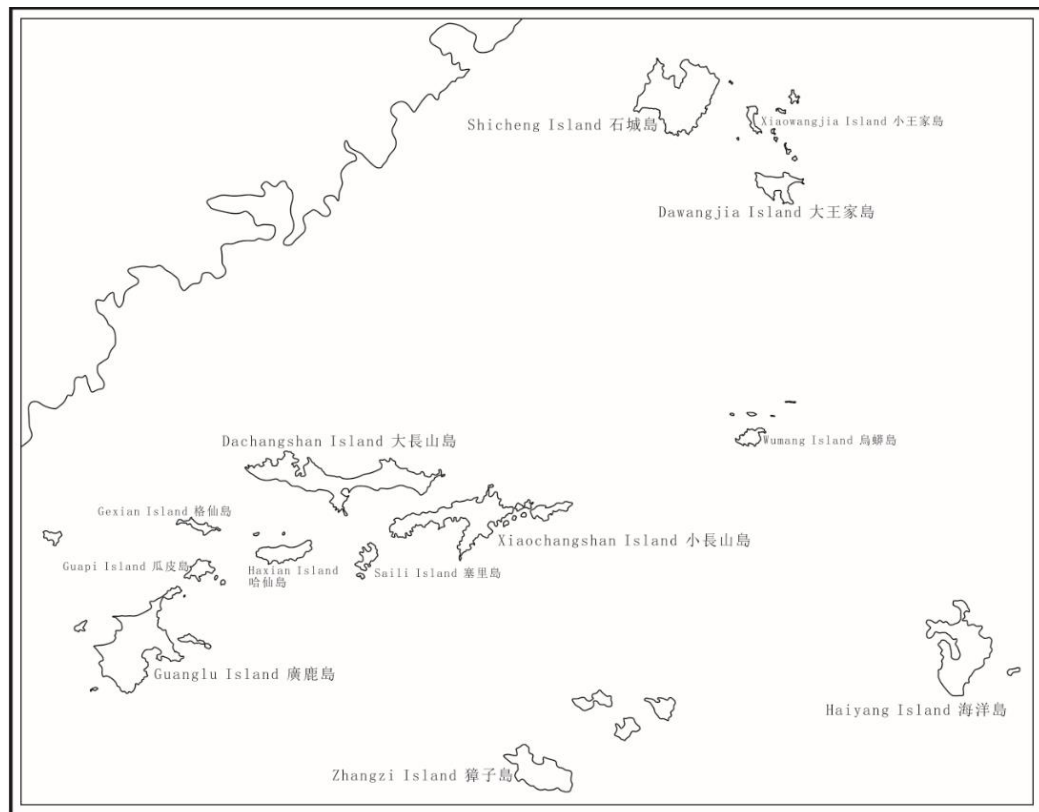 Shicheng Island 石城島
Xiaowangjia Island 小王家島
Dawangjia Island 大王家島
Dachangshan Island 大長山島
Wumang Island 烏蟒島
Gexian Island 格仙島
Xiaochangshan Island 小長山島
Guapi Island 瓜皮島
Haxian Island
哈仙島
Saili Island 塞里島
Guanglu Island 廣鹿島
Haiyang Island 海洋島
Zhangzi Island 獐子島